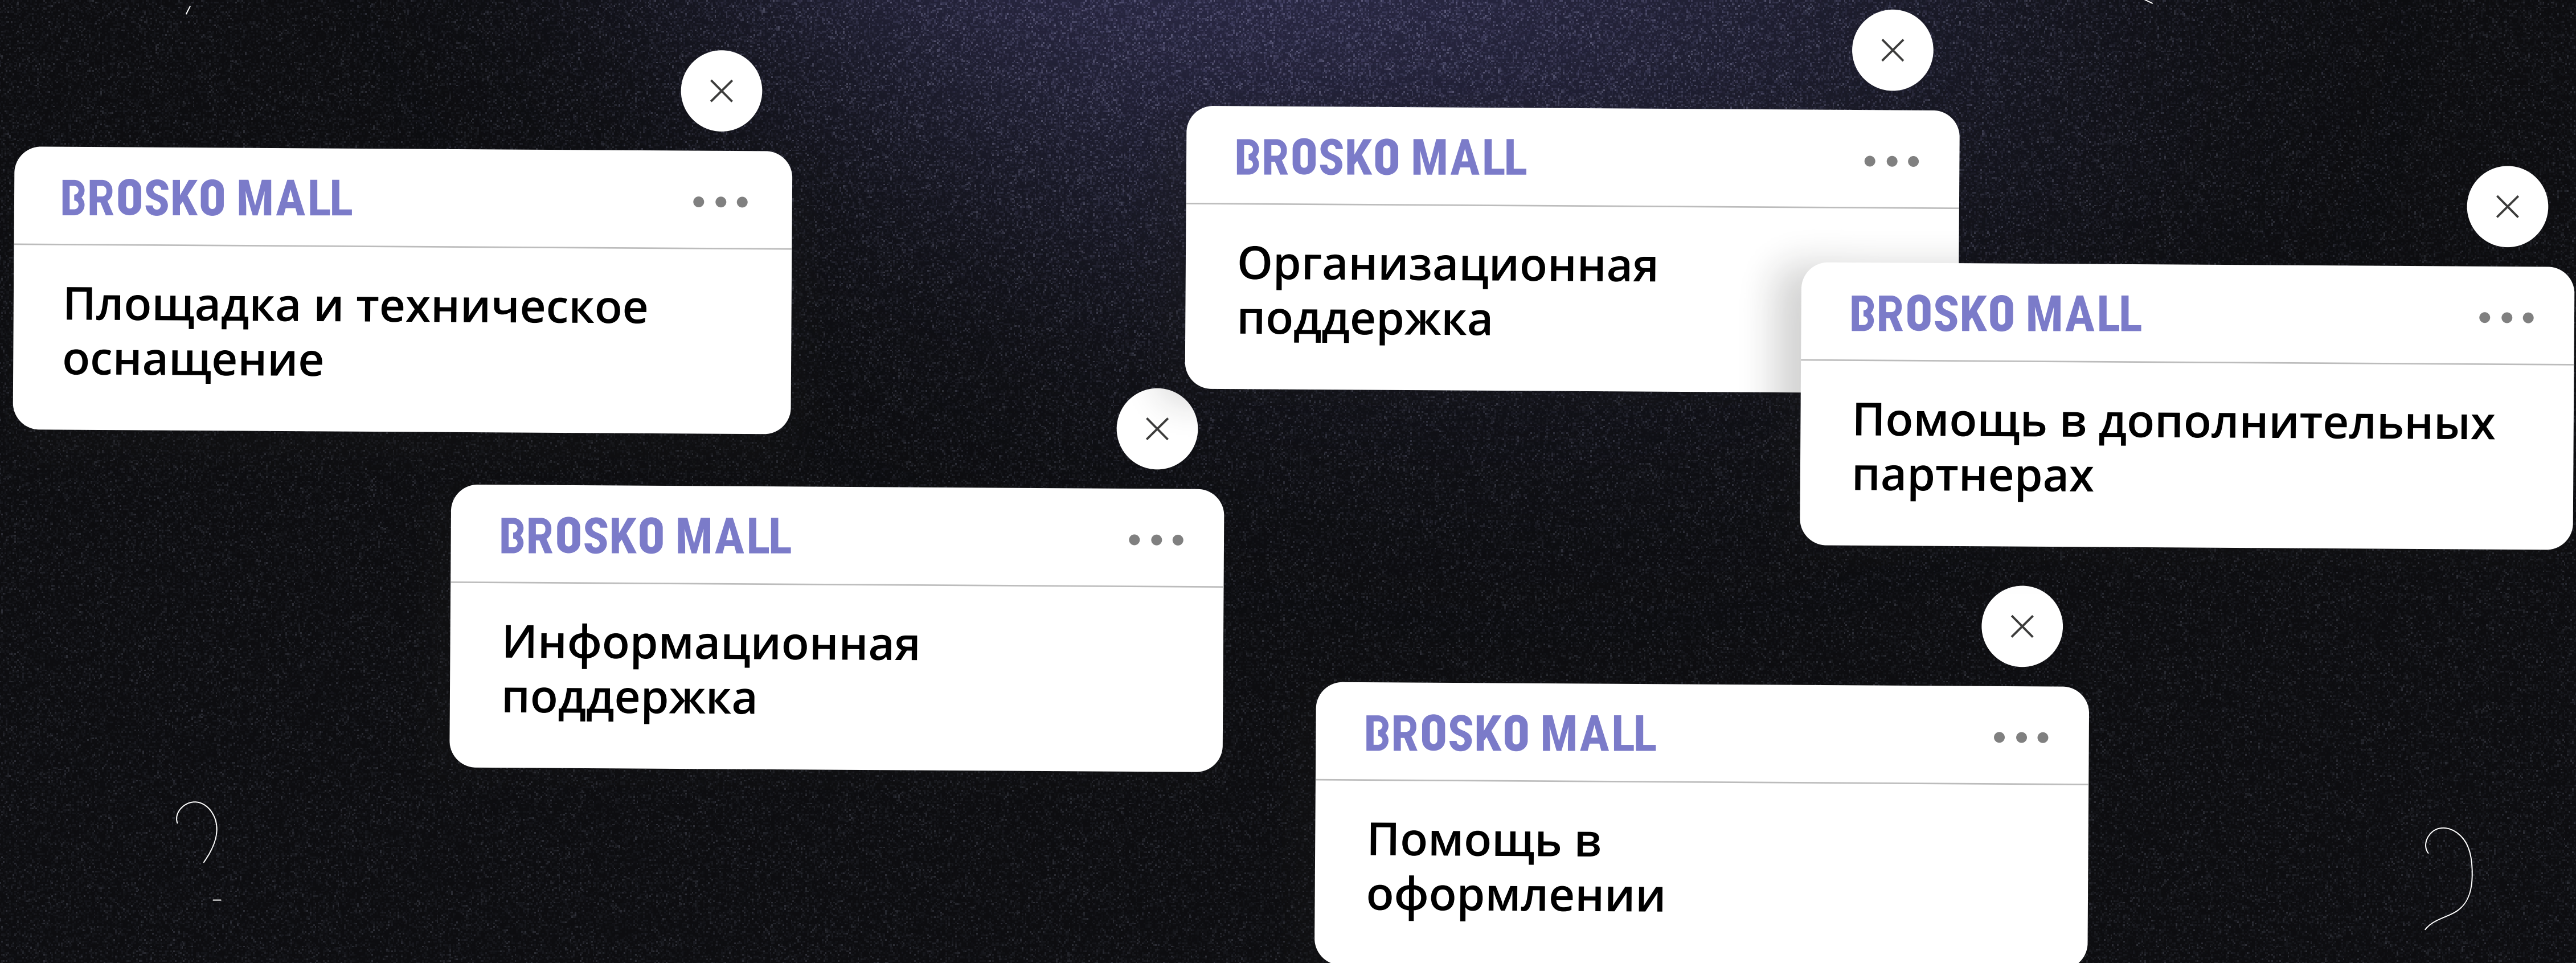 BROSKO MALL
Площадка и техническое
оснащение
BROSKO MALL
Организационная
поддержка
BROSKO MALL
Помощь в дополнительных
партнерах
BROSKO MALL
Информационная
поддержка
BROSKO MALL
Помощь в
оформлении